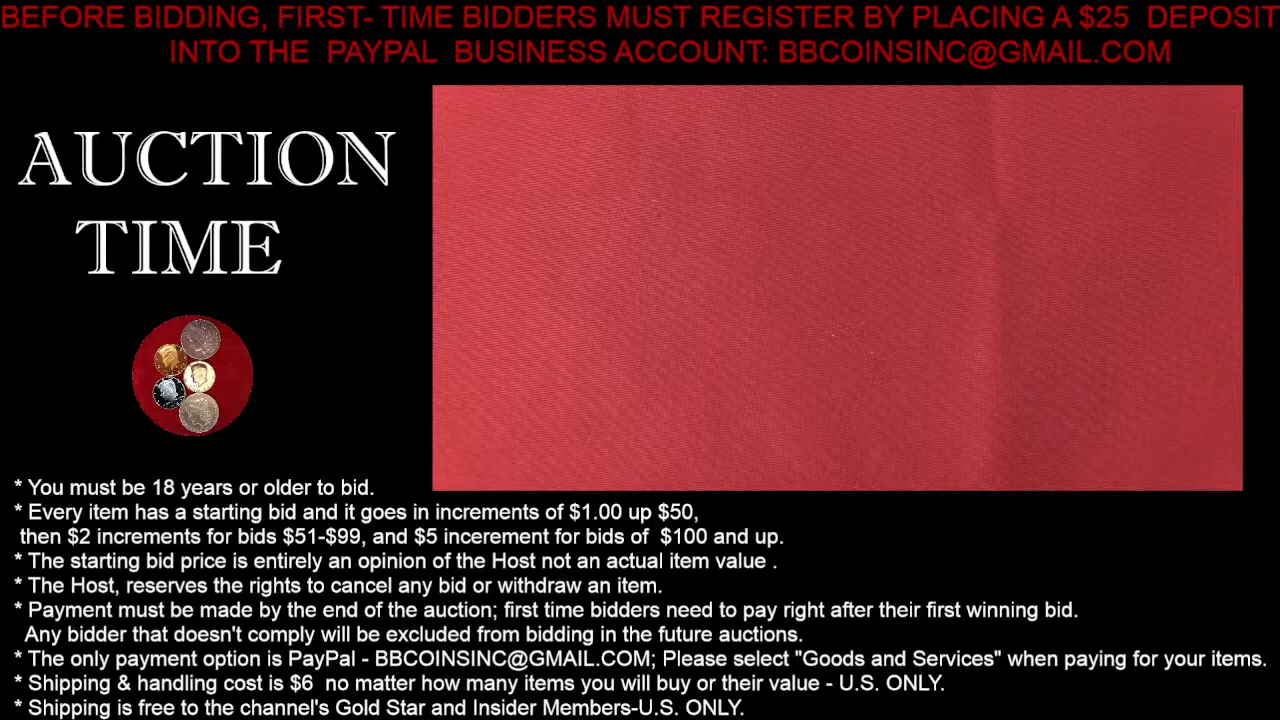 BEFORE BIDDING, FIRST- TIME BIDDERS MUST REGISTER BY PLACING A $25 DEPOSIT
INTO THE PAYPAL BUSINESS ACCOUNT: BBCOINSINC@GMAIL.COM
AUCTION
TIME
* You must be 18 years or older to bid.
* Every item has a starting bid and it goes in increments of $1.00 up $50,
then $2 increments for bids $51-$99, and $5 incerement for bids of $100 and up.
* The starting bid price is entirely an opinion of the Host not an actual item value .
* The Host, reserves the rights to cancel any bid or withdraw an item.
* Payment must be made by the end of the auction; first time bidders need to pay right after their first winning bid.
Any bidder that doesn't comply will be excluded from bidding in the future auctions.
* The only payment option is PayPal - BBCOINSINC@GMAIL.COM; Please select "Goods and Services" when paying for your items.
* Shipping & handling cost is $6 no matter how many items you will buy or their value - U.S. ONLY.
* Shipping is free to the channel's Gold Star and Insider Members-U.S. ONLY.